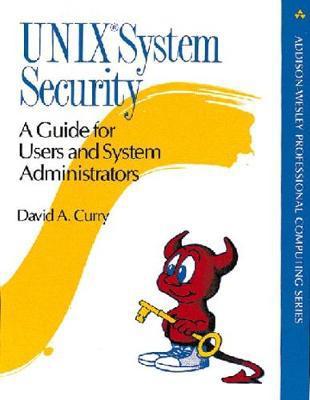 UNIX® System
Security
A Guide for
Users and System
Administrators
David A. Curry
ADDISON-WESLEY PROFESSIONAL COMPUTING SERIES